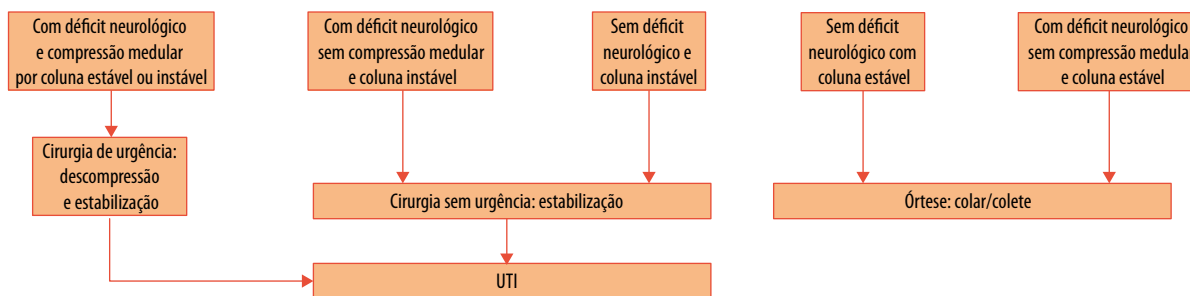 Com déficit neurológico
e compressão medular
por coluna estável ou instável
Com déficit neurológico
sem compressão medular
e coluna instável
Sem déficit
neurológico e
coluna instável
Sem déficit
neurológico com
coluna estável
Com déficit neurológico
sem compressão medular
e coluna estável
Cirurgia de urgência:
descompressão
e estabilização
Cirurgia sem urgência: estabilização
Órtese: colar/colete
UTI